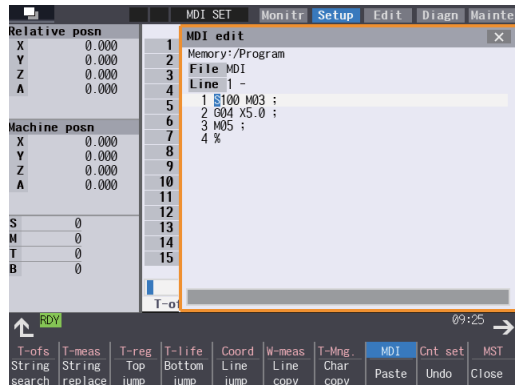 MDI SET Monitr Setup Edit Diagn Mainte
Relative posn
X 0.000
Y 0.000
Z 0.000
A 0.000
Machine posn
X 0.000
Y 0.000
Z 0.000
A 0.000
S 0
M 0
T 0
B 0
1
2
3
4
5
6
7
8
9
10
11
12
13
14
15
T-of
MDI edit
Memory:/Program
File MDI
Line 1 -
1 S100 M03 ;
2 G04 X5.0 ;
3 M05 ;
4 %
RDY 09:25
T-ofs T-meas T-reg T-life Coord W-meas T-Mng. MDI Cnt set MST
String search String replace Top jump Bottom jump Line jump Line copy Char copy Paste Undo Close